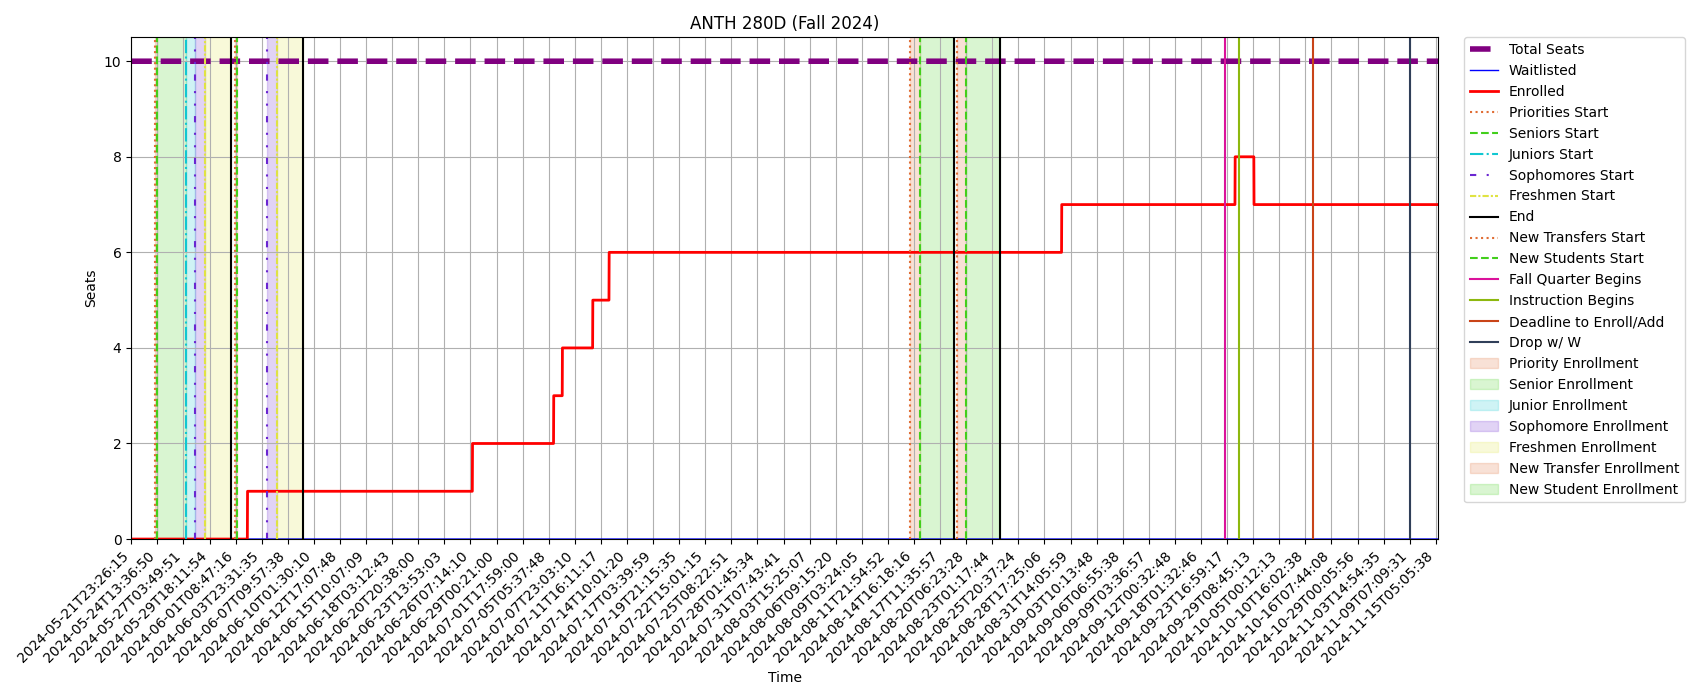 ANTH 280D (Fall 2024)
10
8
6
4
2
0
Seats
2024-05-21T23:26:15
2024-05-24T13:36:50
2024-05-27T03:49:51
2024-05-29T18:11:54
2024-06-01T08:47:16
2024-06-03T23:31:35
2024-06-07T09:57:38
2024-06-10T01:30:10
2024-06-12T17:07:48
2024-06-15T10:07:09
2024-06-18T03:12:43
2024-06-20T20:38:00
2024-06-23T13:53:03
2024-06-26T07:14:10
2024-06-29T00:21:00
2024-07-01T17:59:00
2024-07-05T05:37:48
2024-07-07T23:03:10
2024-07-11T16:11:17
2024-07-14T10:01:20
2024-07-17T03:39:59
2024-07-19T21:15:35
2024-07-22T15:01:15
2024-07-25T08:22:51
2024-07-28T01:45:34
2024-07-31T07:43:41
2024-08-03T15:25:07
2024-08-06T09:15:20
2024-08-09T03:24:05
2024-08-11T21:54:52
2024-08-14T16:18:16
2024-08-17T11:35:57
2024-08-20T06:23:28
2024-08-23T01:17:44
2024-08-25T20:37:24
2024-08-28T17:25:06
2024-08-31T14:05:59
2024-09-03T10:13:48
2024-09-06T06:55:38
2024-09-09T03:36:57
2024-09-12T00:32:48
2024-09-18T01:32:46
2024-09-23T16:59:17
2024-09-29T08:45:13
2024-10-05T00:12:13
2024-10-10T16:02:38
2024-10-16T07:44:08
2024-10-29T00:05:56
2024-11-03T14:54:35
2024-11-09T07:09:31
2024-11-15T05:05:38
Time
Total Seats
Waitlisted
Enrolled
Priorities Start
Seniors Start
Juniors Start
Sophomores Start
Freshmen Start
End
New Transfers Start
New Students Start
Fall Quarter Begins
Instruction Begins
Deadline to Enroll/Add
Drop w/ W
Priority Enrollment
Senior Enrollment
Junior Enrollment
Sophomore Enrollment
Freshmen Enrollment
New Transfer Enrollment
New Student Enrollment